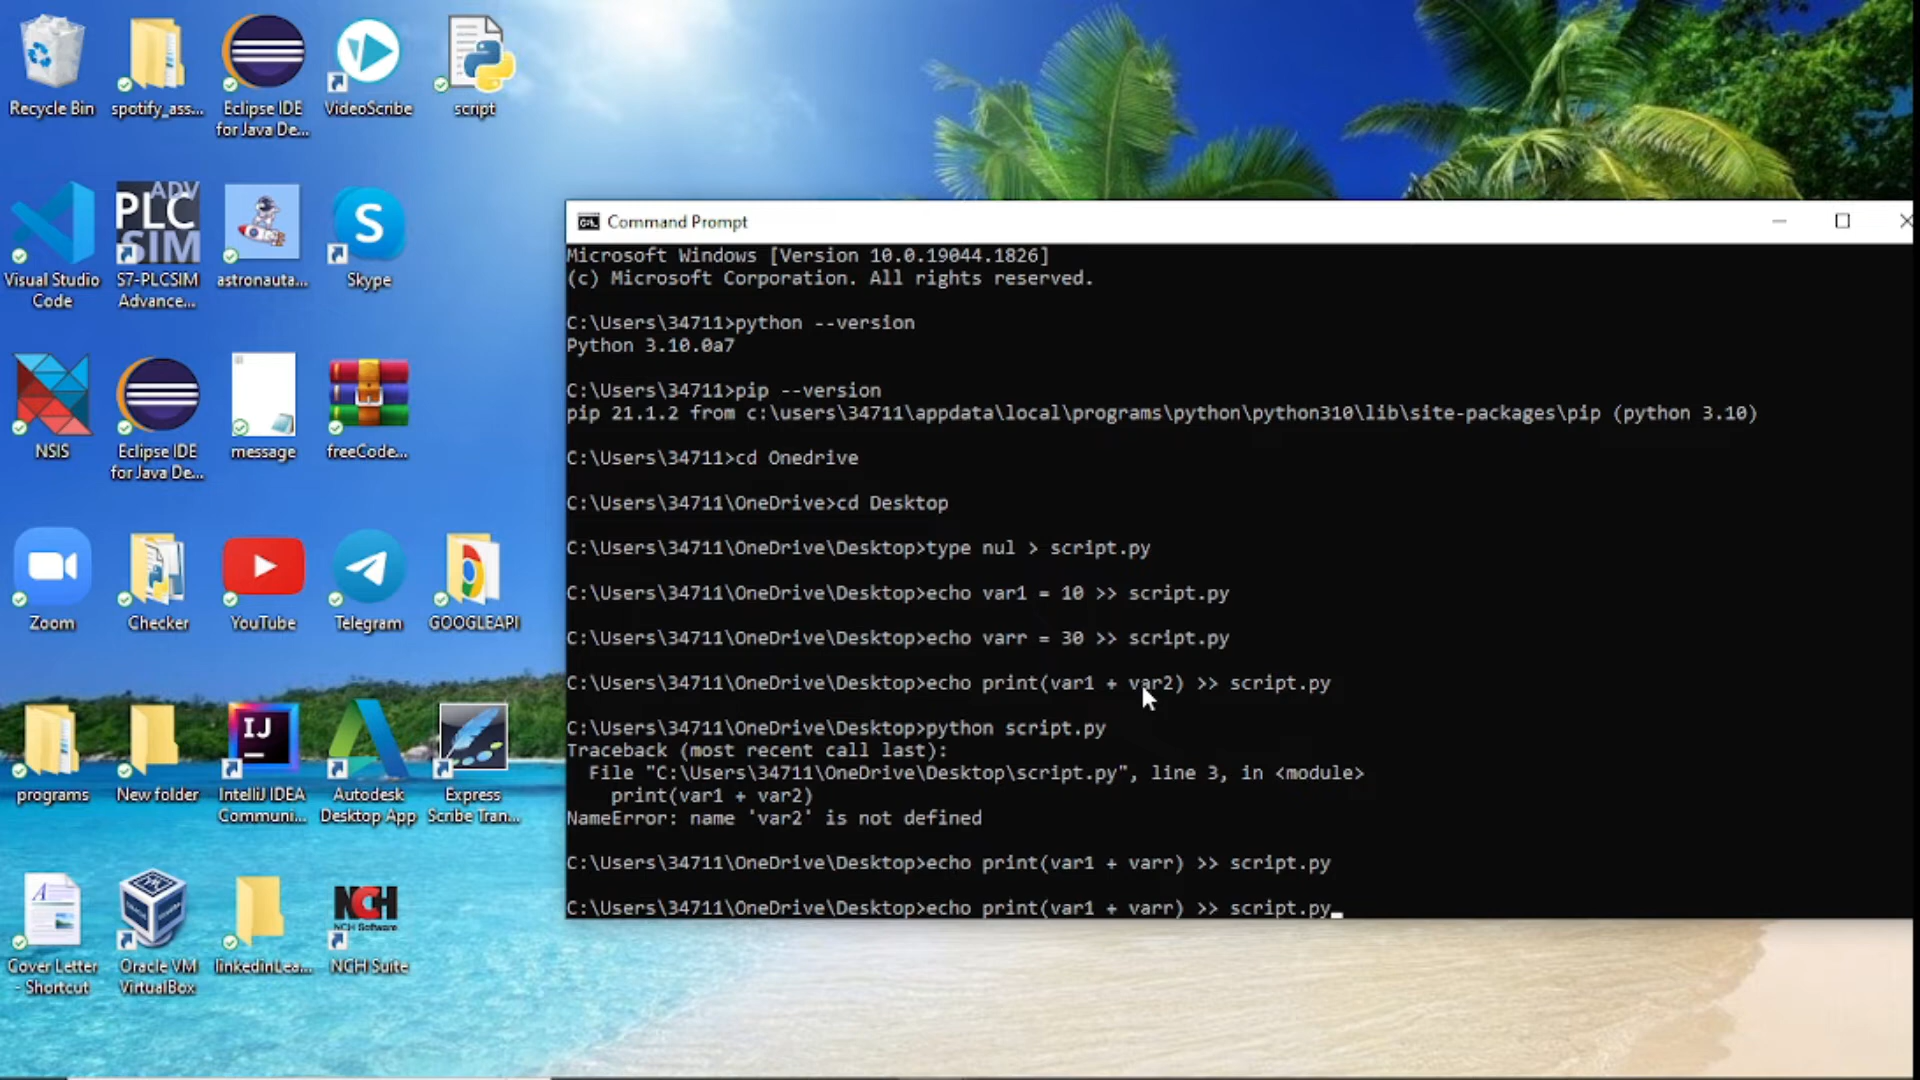 Recycle Bin
spotify_ass...
Eclipse IDE
for Java De...
VideoScribe
script
Visual Studio
Code
ADV
PLC
SIM
S7-PLCSIM
Advance...
astronauta...
S
Skype
NSIS
Eclipse IDE
for Java De...
message
freeCode...
Zoom
Checker
YouTube
Telegram
GOOGLEAPI
programs
New folder
IJ
IntelliJ IDEA
Communi...
Autodesk
Desktop App
Express
Scribe Tran...
Cover Letter
- Shortcut
Oracle VM
VirtualBox
linkedinLea...
NCH
NCH Software
NCH Suite
Command Prompt
Microsoft Windows [Version 10.0.19044.1826]
(c) Microsoft Corporation. All rights reserved.
C:\Users\34711>python --version
Python 3.10.0a7
C:\Users\34711>pip --version
pip 21.1.2 from c:\users\34711\appdata\local\programs\python\python310\lib\site-packages\pip (python 3.10)
C:\Users\34711>cd Onedrive
C:\Users\34711\OneDrive>cd Desktop
C:\Users\34711\OneDrive\Desktop>type nul > script.py
C:\Users\34711\OneDrive\Desktop>echo var1 = 10 >> script.py
C:\Users\34711\OneDrive\Desktop>echo varr = 30 >> script.py
C:\Users\34711\OneDrive\Desktop>echo print(var1 + var2) >> script.py
C:\Users\34711\OneDrive\Desktop>python script.py
Traceback (most recent call last):
File "C:\Users\34711\OneDrive\Desktop\script.py", line 3, in <module>
print(var1 + var2)
NameError: name 'var2' is not defined
C:\Users\34711\OneDrive\Desktop>echo print(var1 + varr) >> script.py
C:\Users\34711\OneDrive\Desktop>echo print(var1 + varr) >> script.py